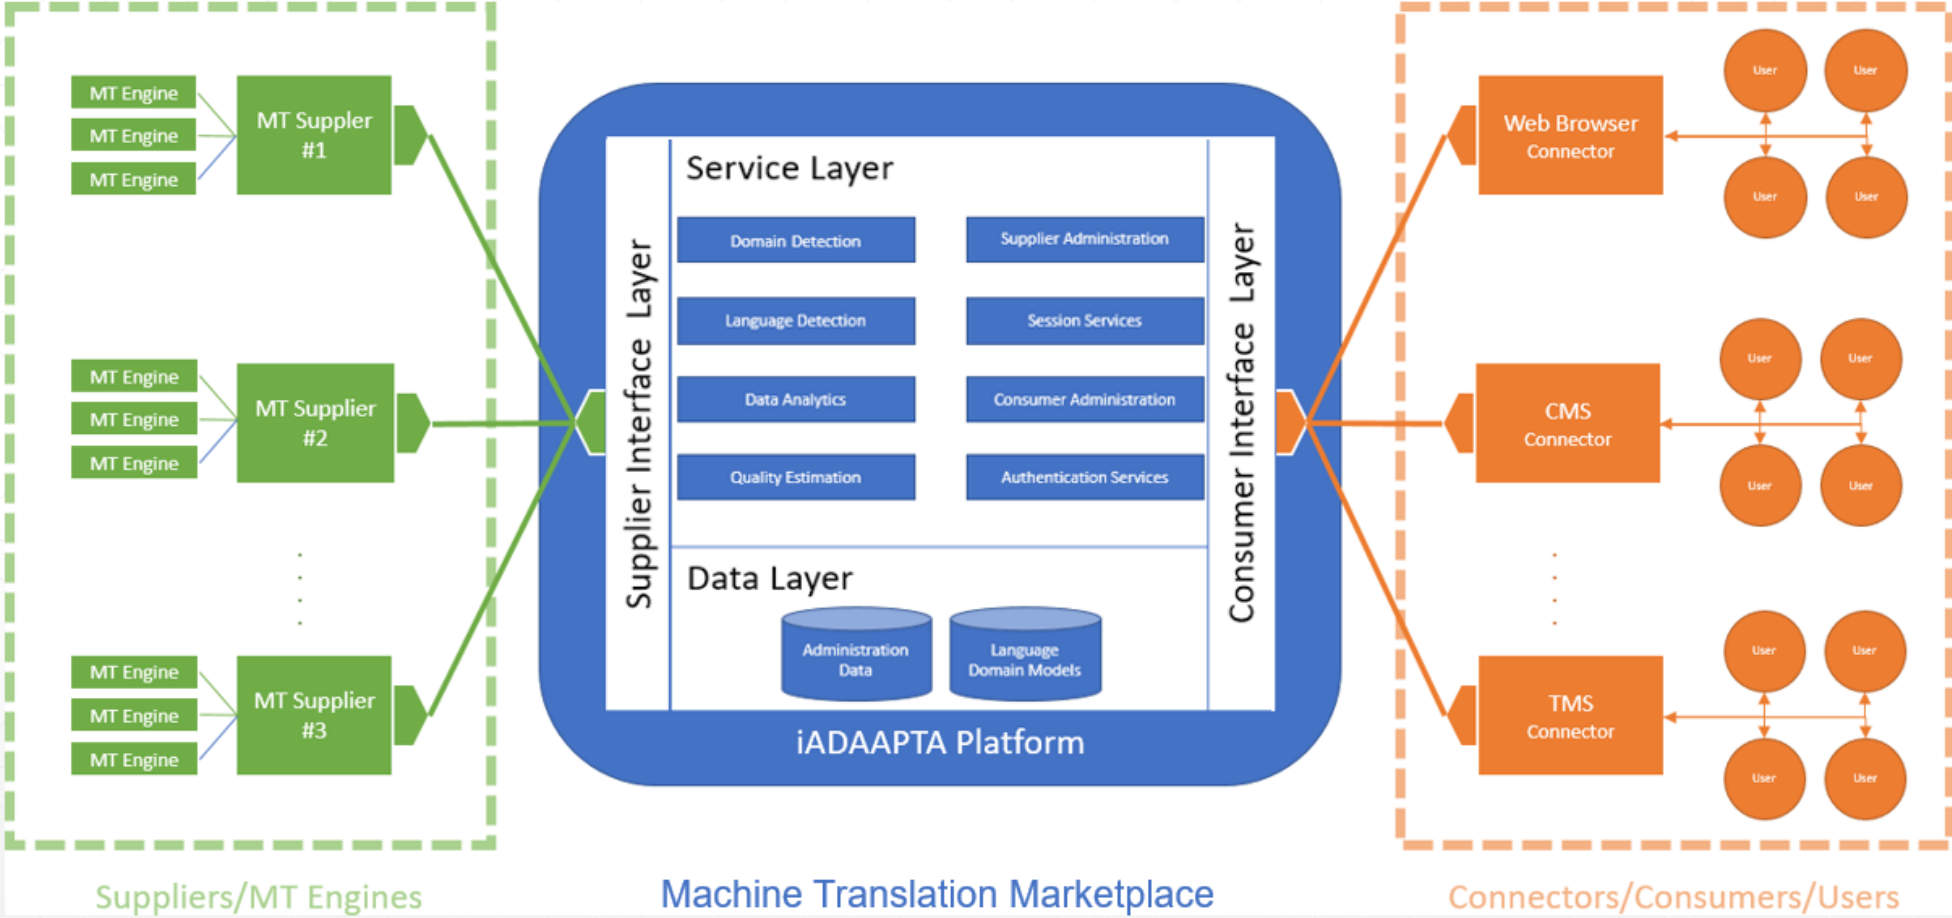 MT Engine
MT Engine
MT Engine
MT Suppler
#1
MT Engine
MT Engine
MT Engine
MT Supplier
#2
MT Engine
MT Engine
MT Engine
MT Supplier
#3
Suppliers/MT Engines
Supplier Interface Layer
Service Layer
Domain Detection
Supplier Administration
Language Detection
Session Services
Data Analytics
Consumer Administration
Quality Estimation
Authentication Services
Data Layer
Administration
Data
Language
Domain Models
Consumer Interface Layer
iADAAPTA Platform
Machine Translation Marketplace
Web Browser
Connector
User
User
User
User
CMS
Connector
User
User
User
User
TMS
Connector
User
User
User
User
Connectors/Consumers/Users